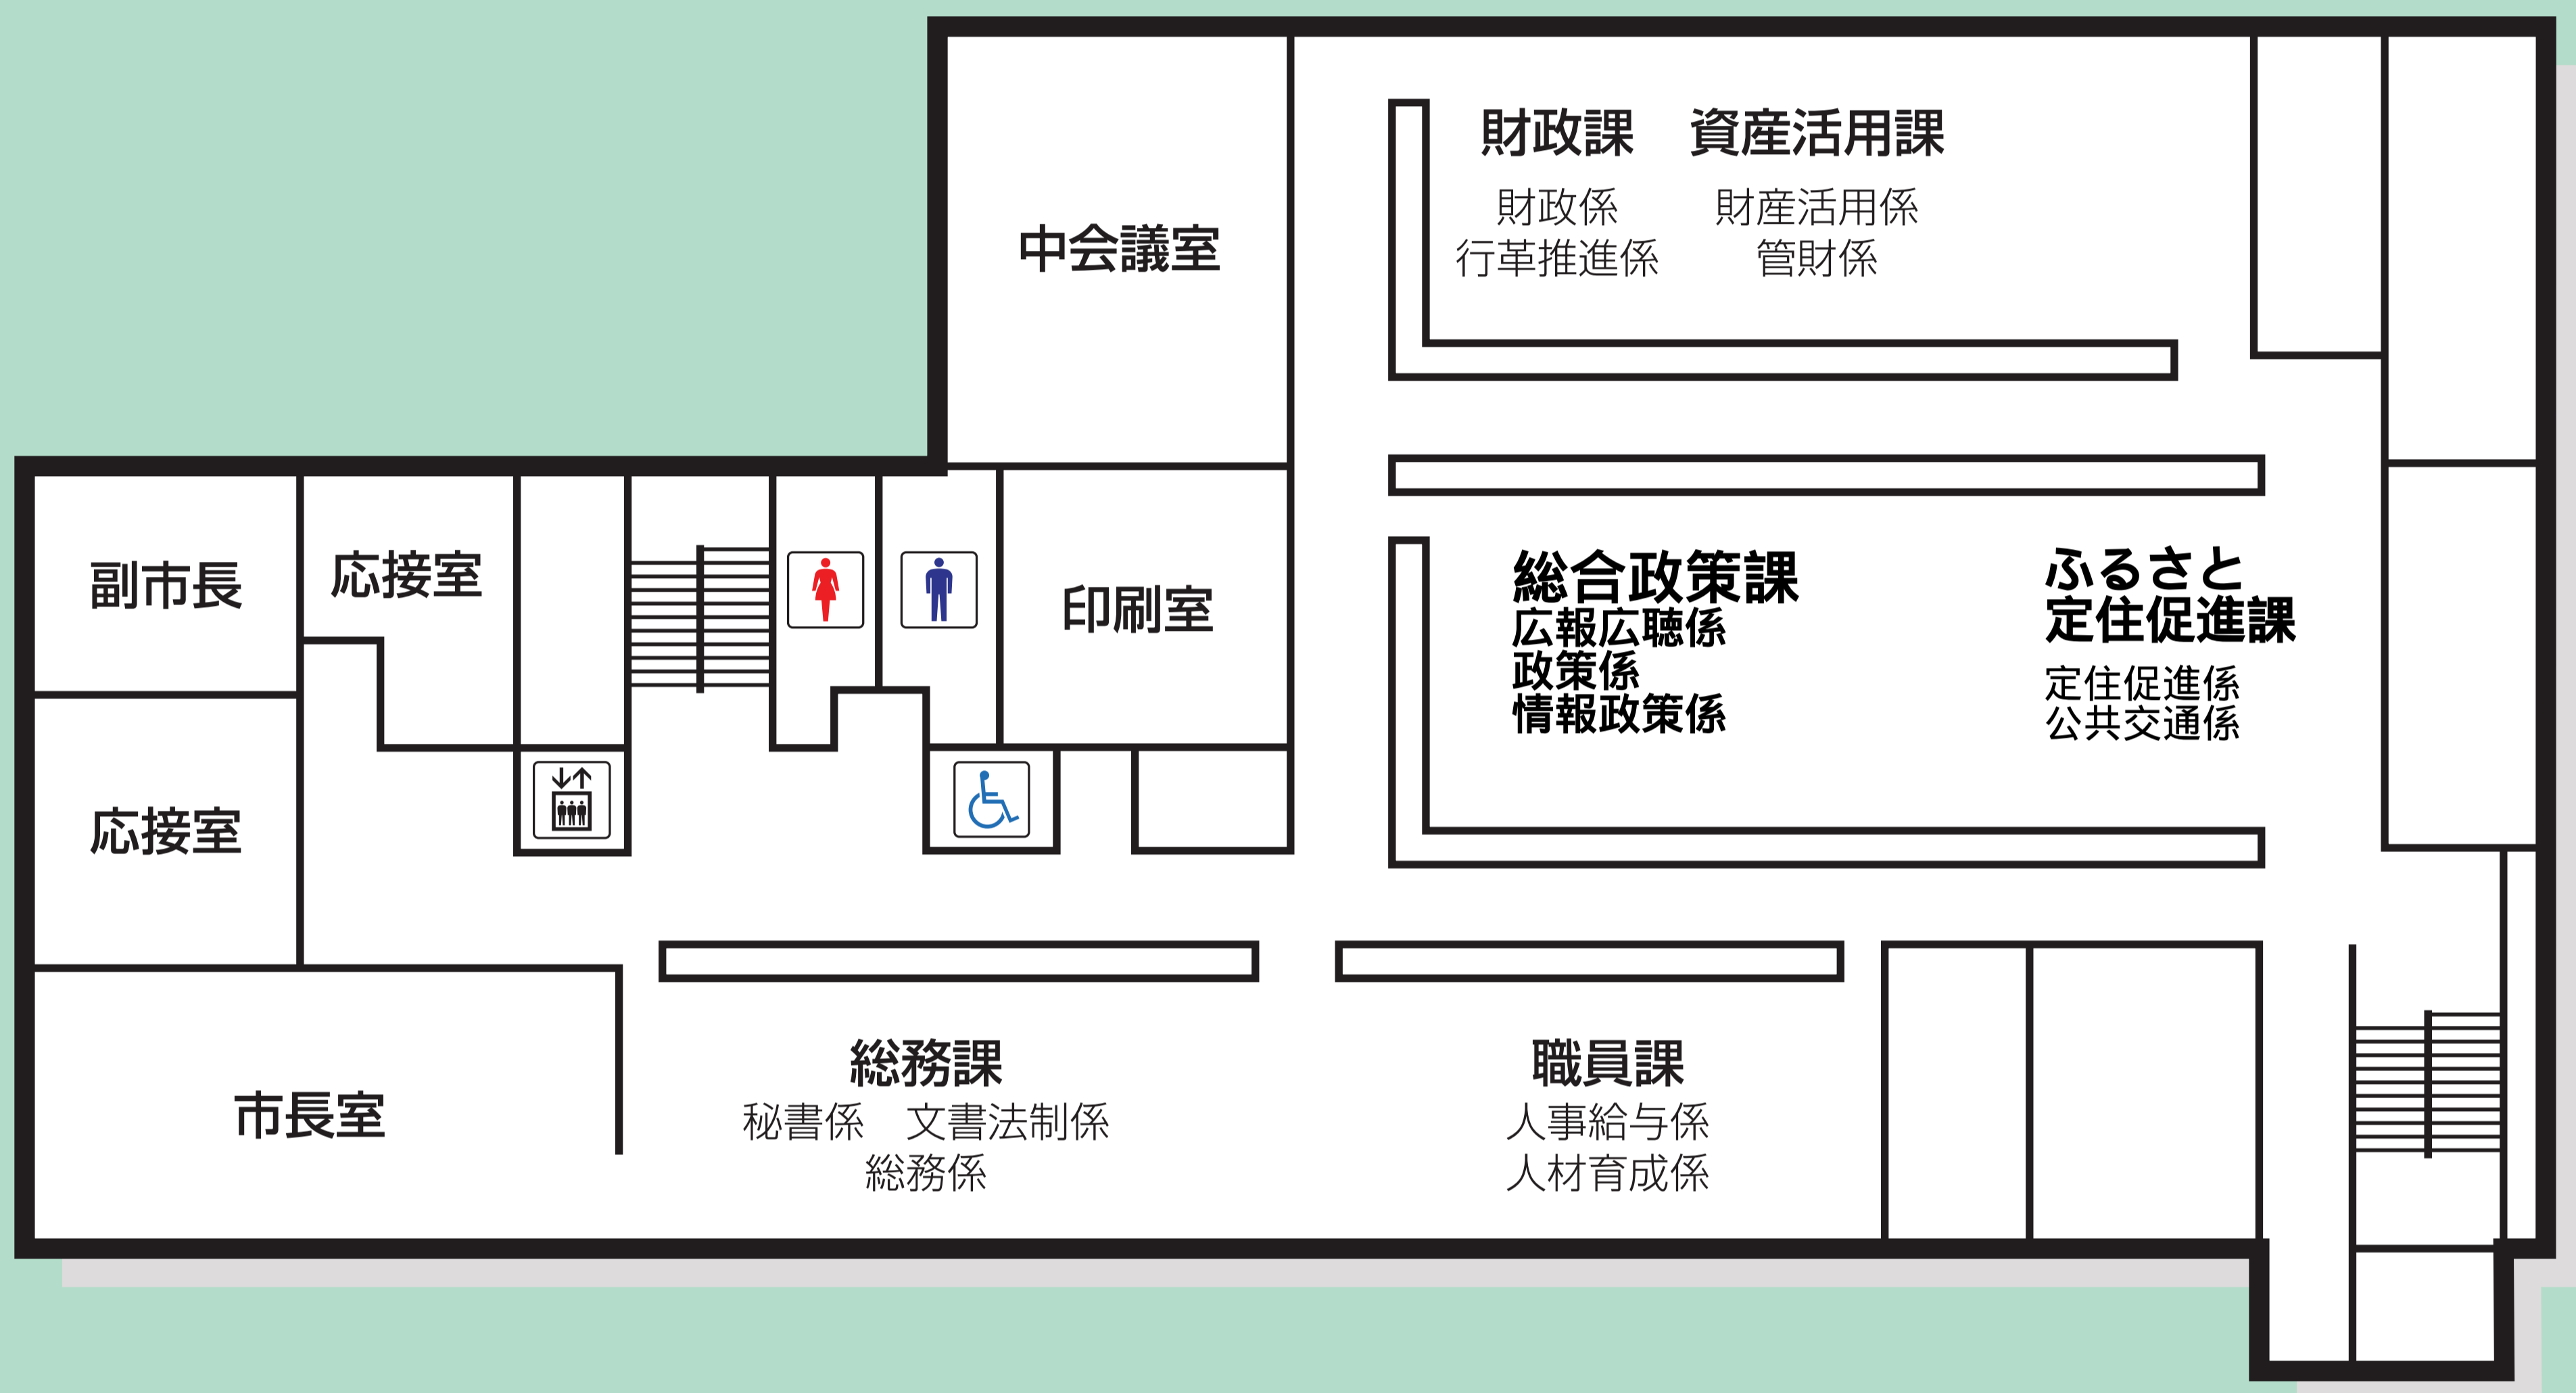 財政課　資産活用課
財政係　財産活用係
行革推進係　管財係
中会議室
副市長
応接室
印刷室
総合政策課
広報広聴係
政策係
情報政策係
ふるさと
定住促進課
定住促進係
公共交通係
応接室
市長室
総務課
秘書係　文書法制係
総務係
職員課
人事給与係
人材育成係